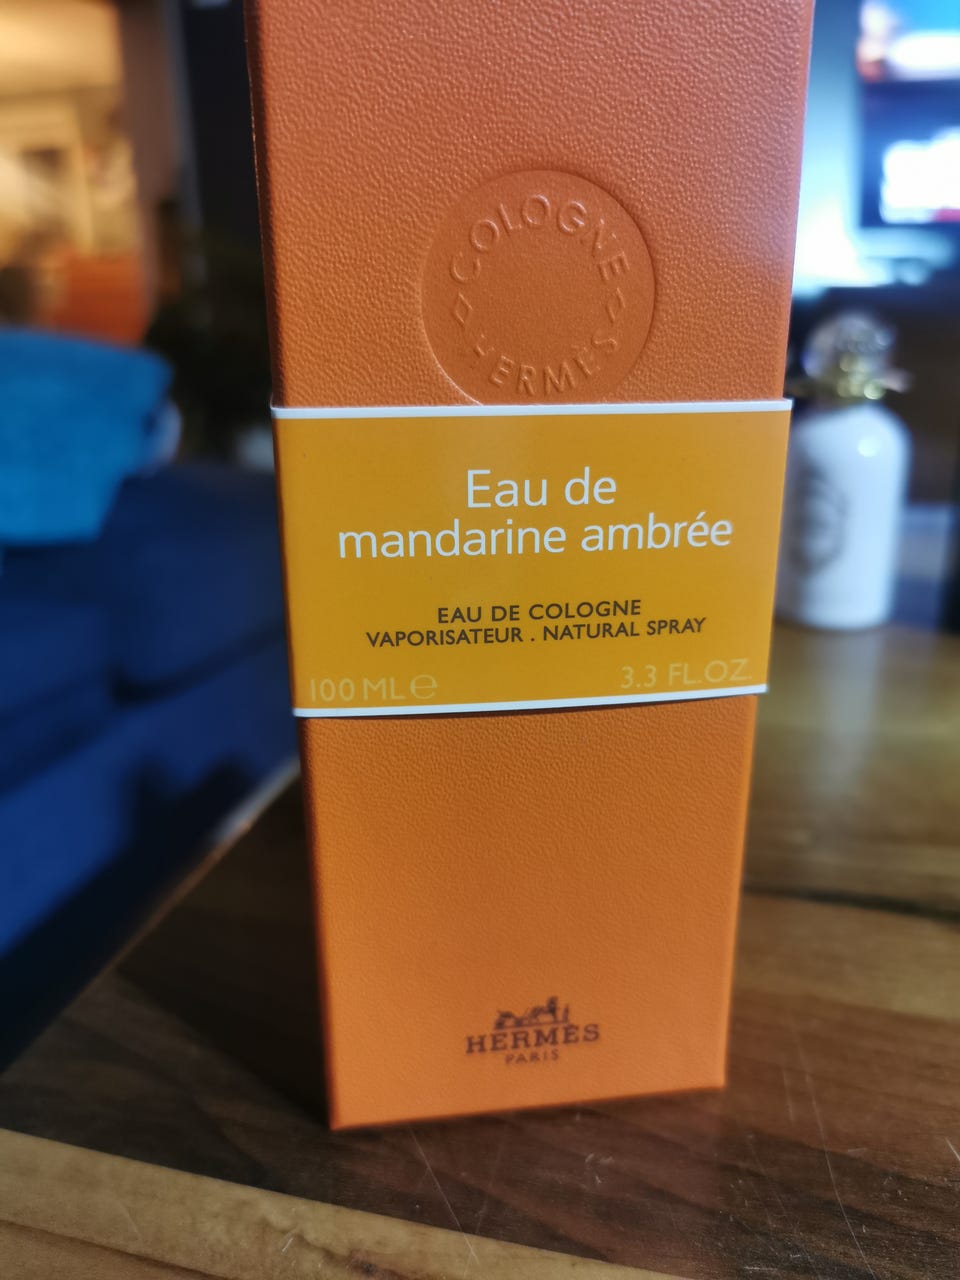 COLOGNE
HERMÈS
Eau de
mandarine ambrée
EAU DE COLOGNE
VAPORISATEUR . NATURAL SPRAY
100 ML ℮ 3.3 FL.OZ.
HERMÈS
PARIS